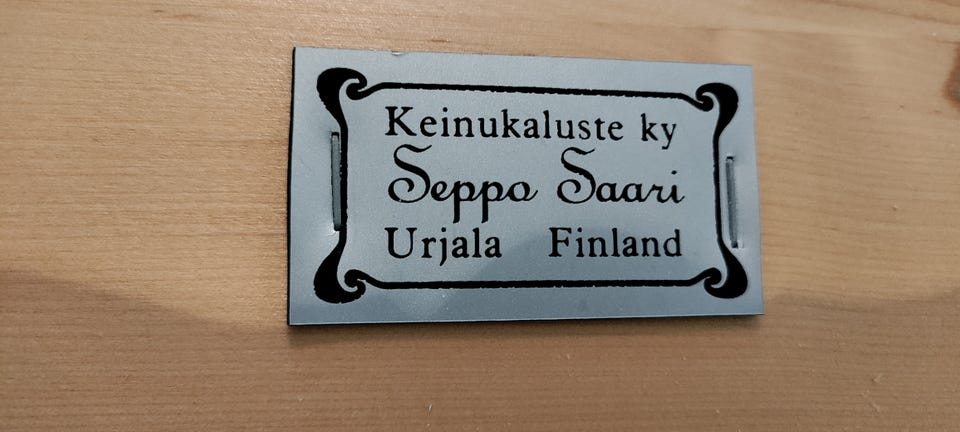 Keinukaluste ky
Seppo Saari
Urjala Finland